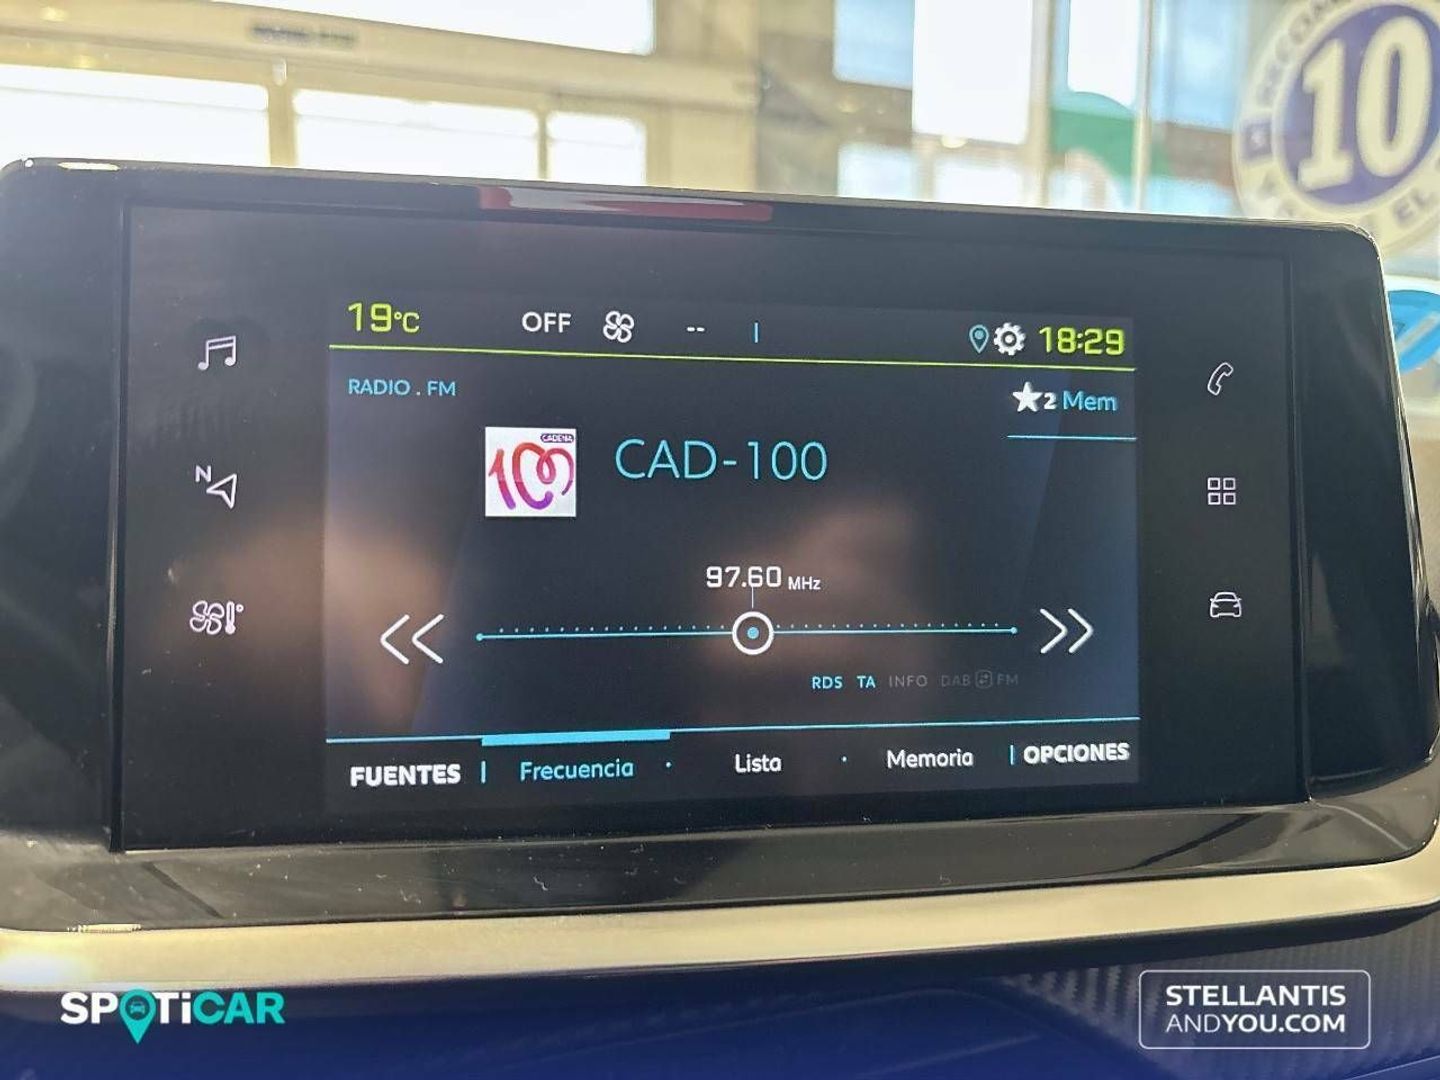 10
EL
19°C OFF -- 18:29
RADIO . FM
2 Mem
CADENA
100
CAD-100
N
97.60 MHz
RDS TA INFO DAB FM
FUENTES Frecuencia · Lista · Memoria OPCIONES
SPOTiCAR
STELLANTIS
ANDYOU.COM